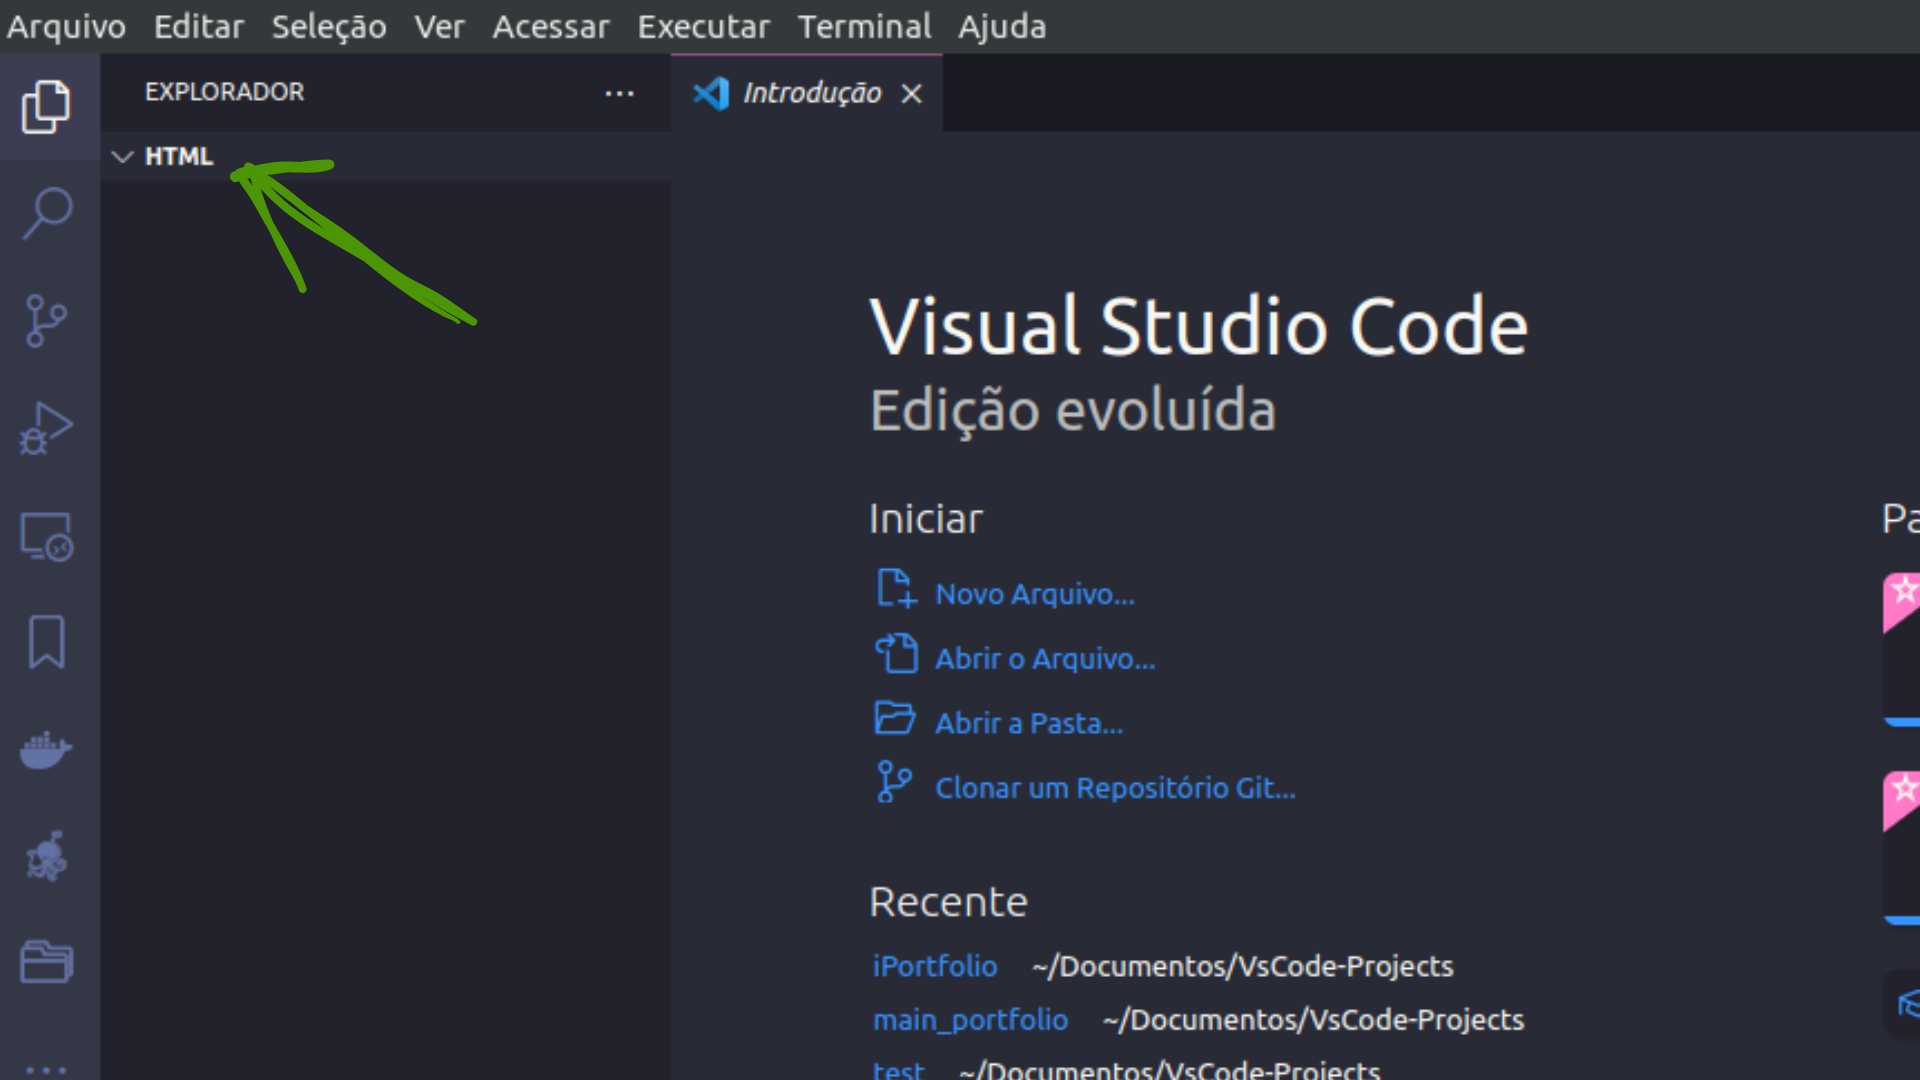 Arquivo Editar Seleção Ver Acessar Executar Terminal Ajuda
EXPLORADOR
Introdução
HTML
Visual Studio Code
Edição evoluída
Iniciar
Novo Arquivo...
Abrir o Arquivo...
Abrir a Pasta...
Clonar um Repositório Git...
Recente
iPortfolio ~/Documentos/VsCode-Projects
main_portfolio ~/Documentos/VsCode-Projects
test ~/Documentos/VsCode-Projects
Pa